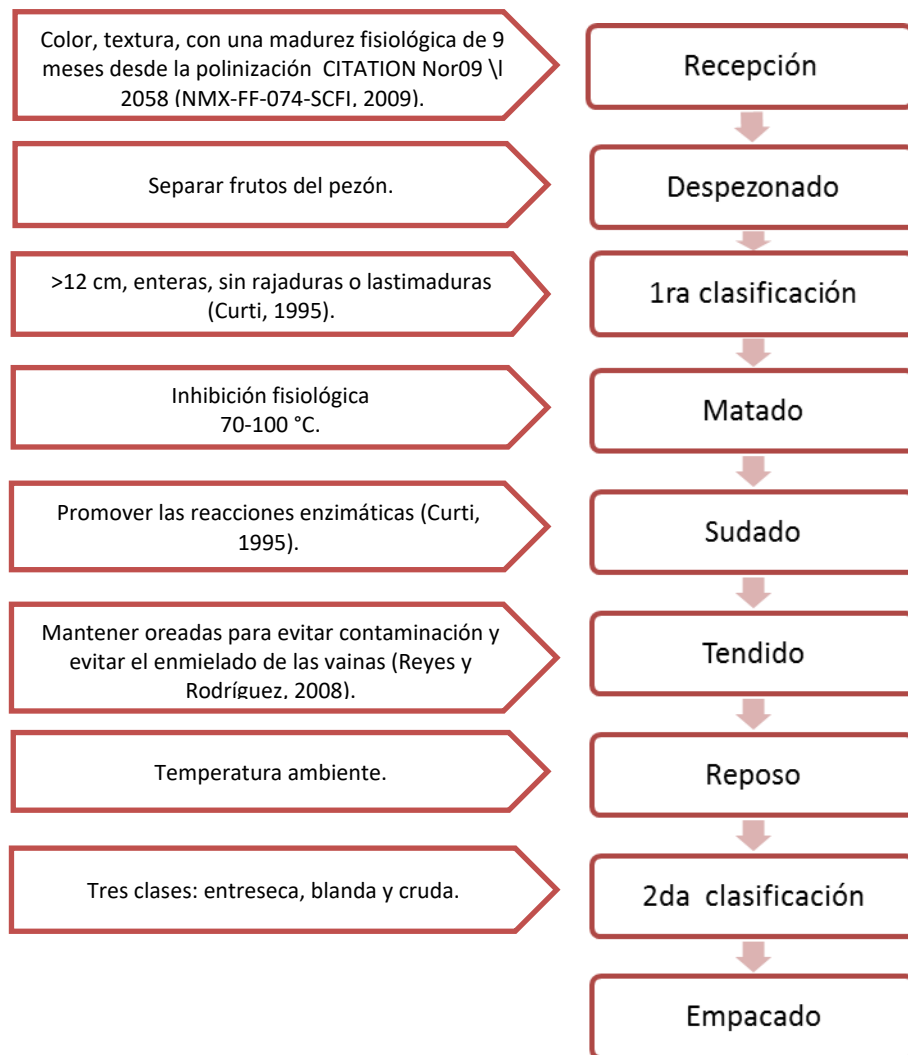 Color, textura, con una madurez fisiológica de 9
meses desde la polinización CITATION Nor09 \l
2058 (NMX-FF-074-SCFI, 2009).
Recepción
Separar frutos del pezón.
Despezonado
>12 cm, enteras, sin rajaduras o lastimaduras
(Curti, 1995).
1ra clasificación
Inhibición fisiológica
70-100 °C.
Matado
Promover las reacciones enzimáticas (Curti,
1995).
Sudado
Mantener oreadas para evitar contaminación y
evitar el enmielado de las vainas (Reyes y
Rodríguez, 2008).
Tendido
Temperatura ambiente.
Reposo
Tres clases: entreseca, blanda y cruda.
2da clasificación
Empacado